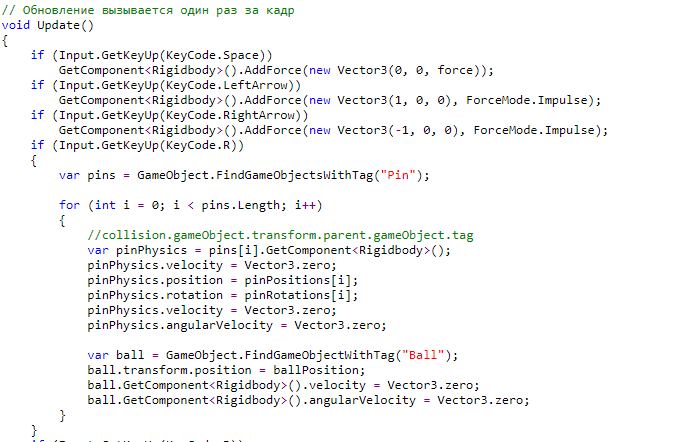 // Обновление вызывается один раз за кадр
void Update()
{
    if (Input.GetKeyUp(KeyCode.Space))
        GetComponent<Rigidbody>().AddForce(new Vector3(0, 0, force));
    if (Input.GetKeyUp(KeyCode.LeftArrow))
        GetComponent<Rigidbody>().AddForce(new Vector3(1, 0, 0), ForceMode.Impulse);
    if (Input.GetKeyUp(KeyCode.RightArrow))
        GetComponent<Rigidbody>().AddForce(new Vector3(-1, 0, 0), ForceMode.Impulse);
    if (Input.GetKeyUp(KeyCode.R))
    {
        var pins = GameObject.FindGameObjectsWithTag("Pin");

        for (int i = 0; i < pins.Length; i++)
        {
            //collision.gameObject.transform.parent.gameObject.tag
            var pinPhysics = pins[i].GetComponent<Rigidbody>();
            pinPhysics.velocity = Vector3.zero;
            pinPhysics.position = pinPositions[i];
            pinPhysics.rotation = pinRotations[i];
            pinPhysics.velocity = Vector3.zero;
            pinPhysics.angularVelocity = Vector3.zero;

            var ball = GameObject.FindGameObjectWithTag("Ball");
            ball.transform.position = ballPosition;
            ball.GetComponent<Rigidbody>().velocity = Vector3.zero;
            ball.GetComponent<Rigidbody>().angularVelocity = Vector3.zero;
        }
    }